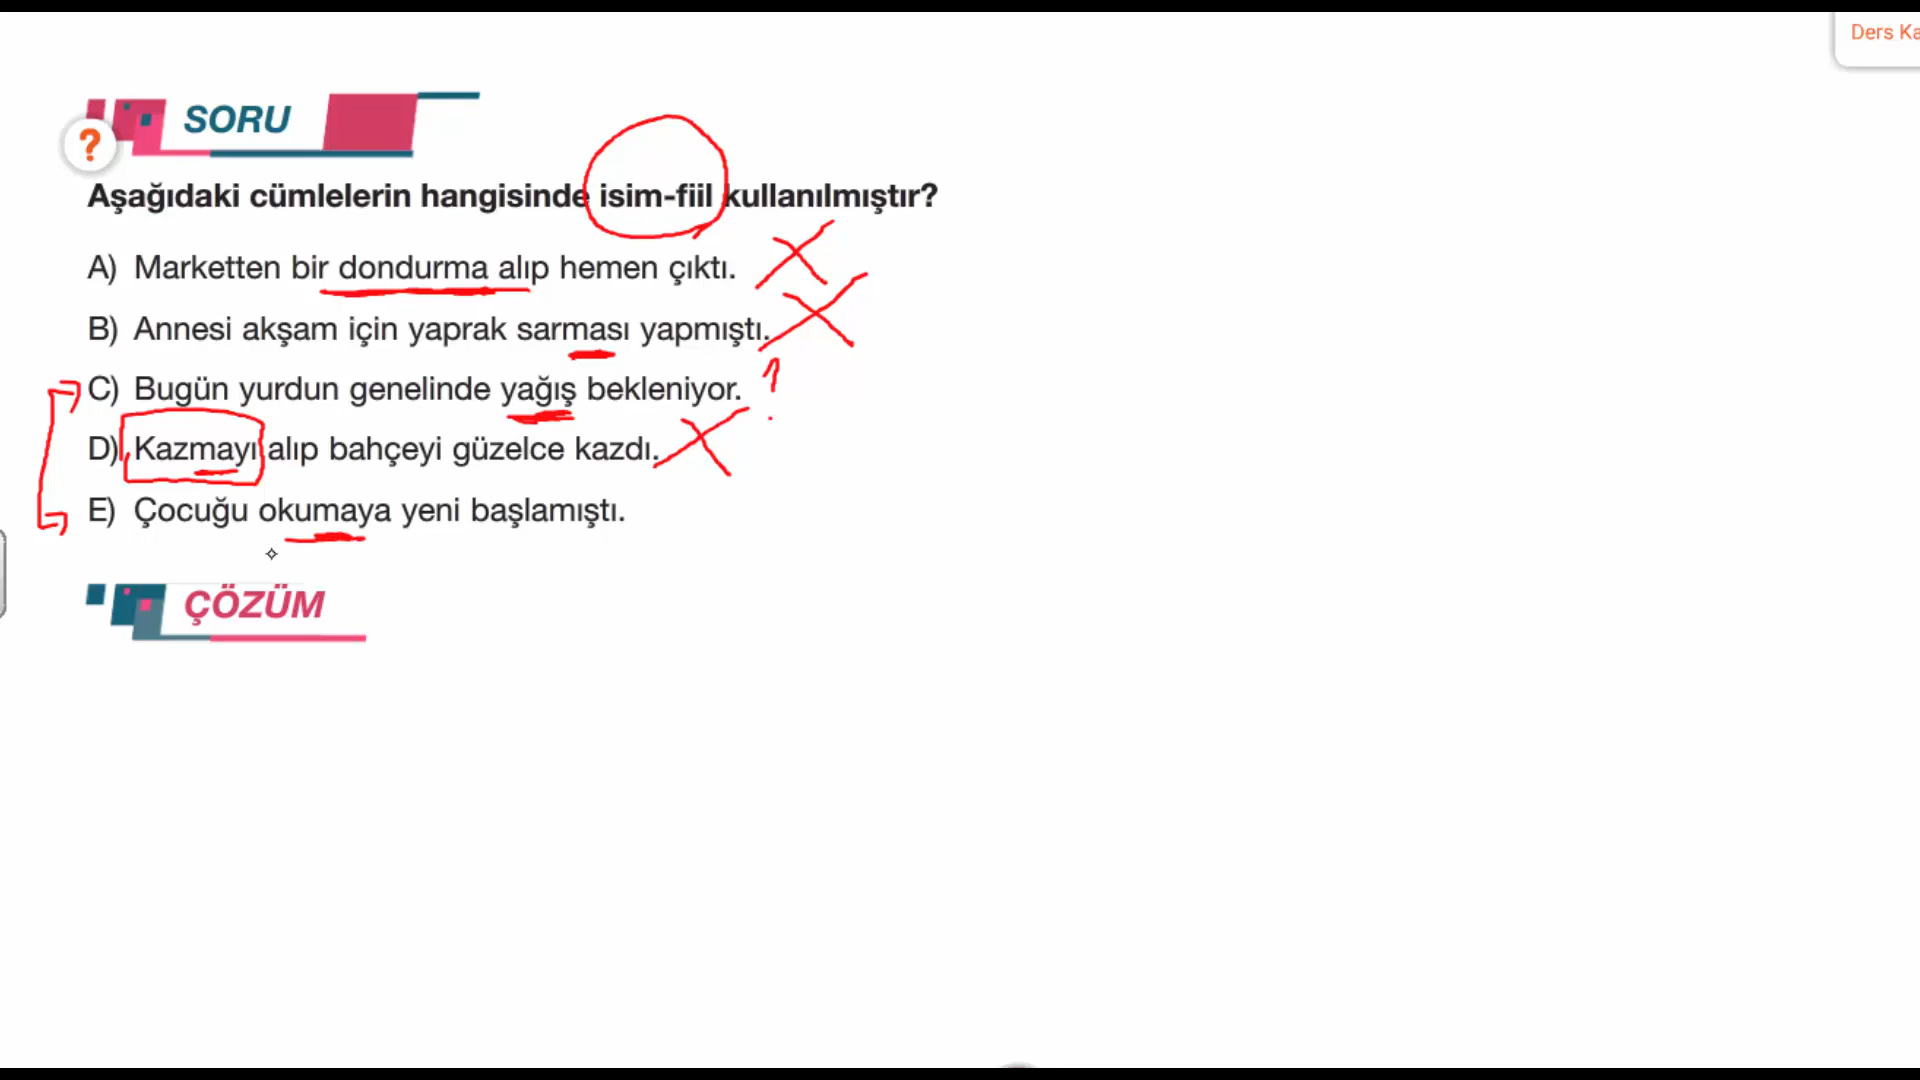 Ders Ka
SORU
?
Aşağıdaki cümlelerin hangisinde isim-fiil kullanılmıştır?
A) Marketten bir dondurma alıp hemen çıktı.
B) Annesi akşam için yaprak sarması yapmıştı.
C) Bugün yurdun genelinde yağış bekleniyor. ?
D) Kazmayı alıp bahçeyi güzelce kazdı.
E) Çocuğu okumaya yeni başlamıştı.
ÇÖZÜM